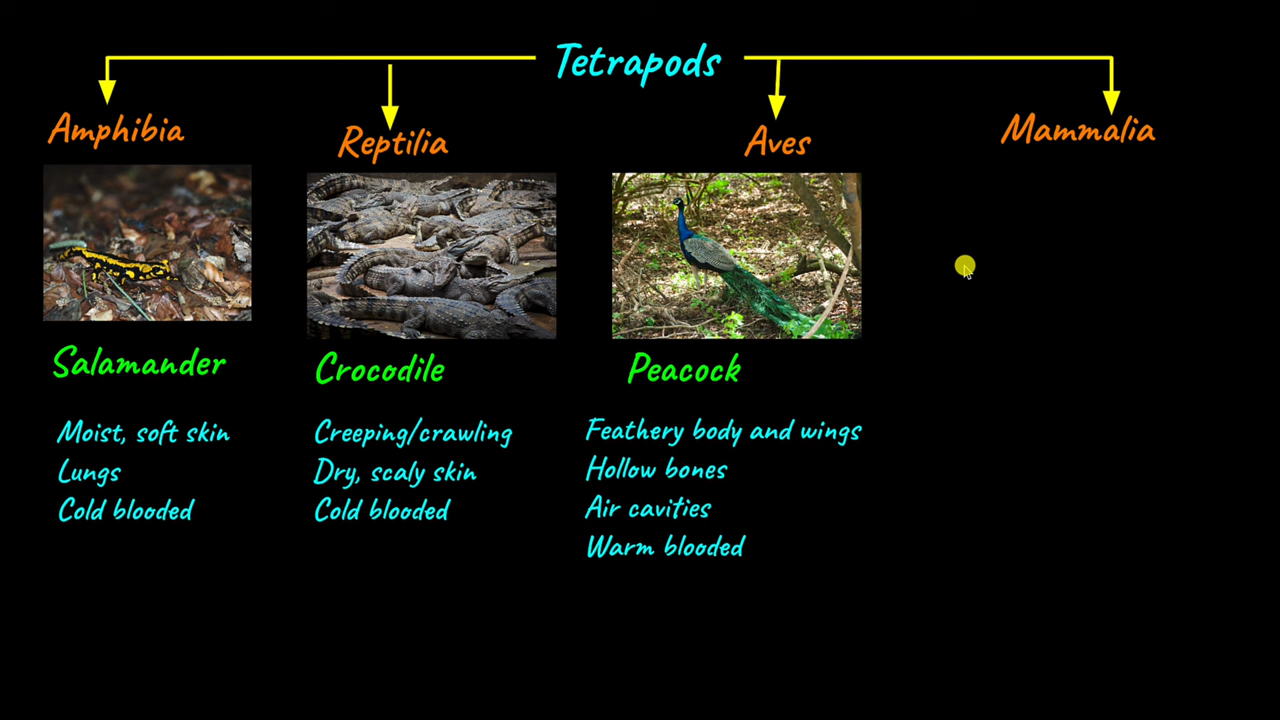 Tetrapods
Amphibia
Reptilia
Aves
Mammalia
Salamander
Crocodile
Peacock
Moist, soft skin
Lungs
Cold blooded
Creeping/crawling
Dry, scaly skin
Cold blooded
Feathery body and wings
Hollow bones
Air cavities
Warm blooded